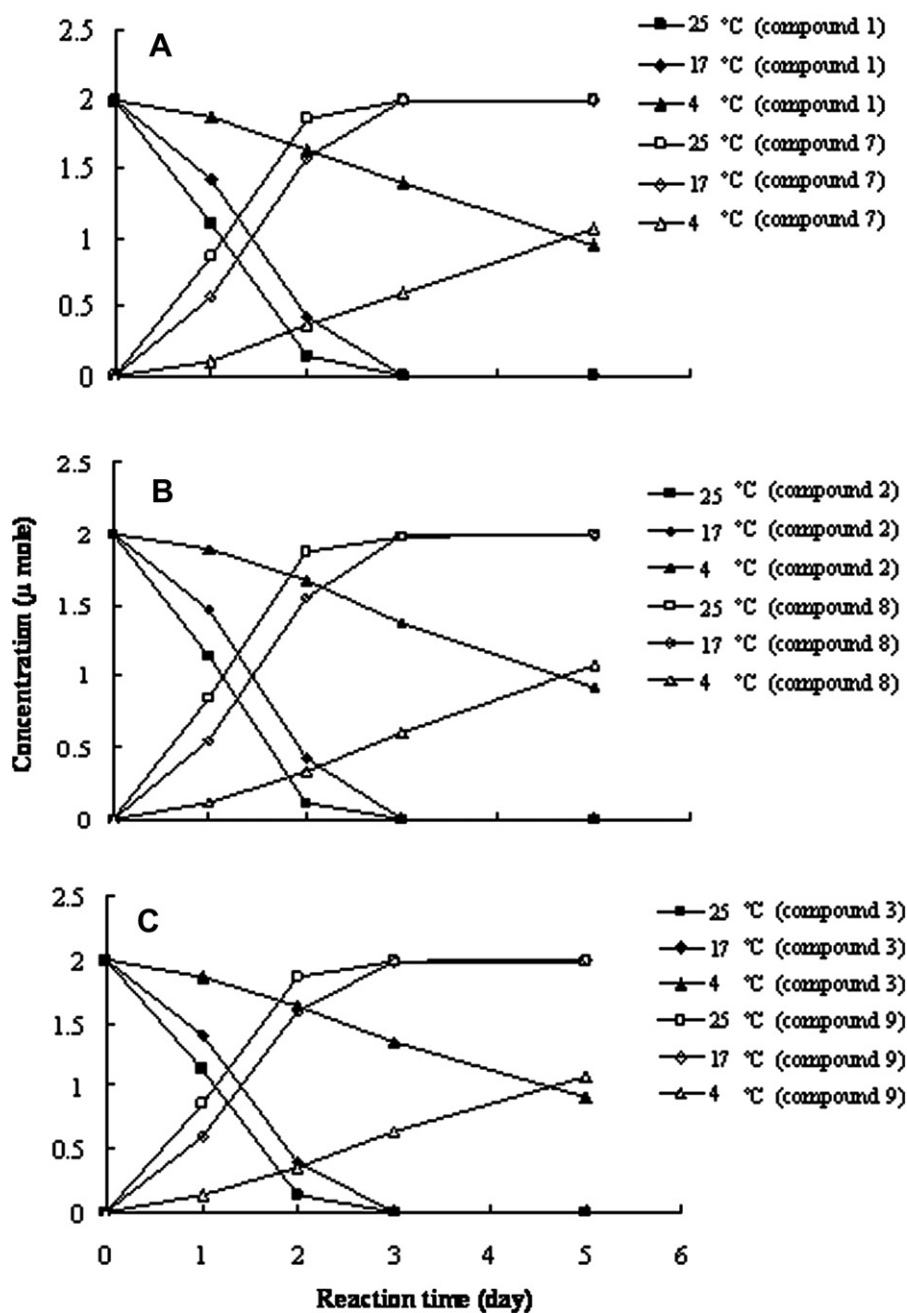 2.5
A
2
1.5
1
0.5
0
25 °C (compound 1)
17 °C (compound 1)
4 °C (compound 1)
25 °C (compound 7)
17 °C (compound 7)
4 °C (compound 7)
Concentration (μ mole)
2.5
B
2
1.5
1
0.5
0
25 °C (compound 2)
17 °C (compound 2)
4 °C (compound 2)
25 °C (compound 8)
17 °C (compound 8)
4 °C (compound 8)
2.5
C
2
1.5
1
0.5
0
25 °C (compound 3)
17 °C (compound 3)
4 °C (compound 3)
25 °C (compound 9)
17 °C (compound 9)
4 °C (compound 9)
0 1 2 3 4 5 6
Reaction time (day)